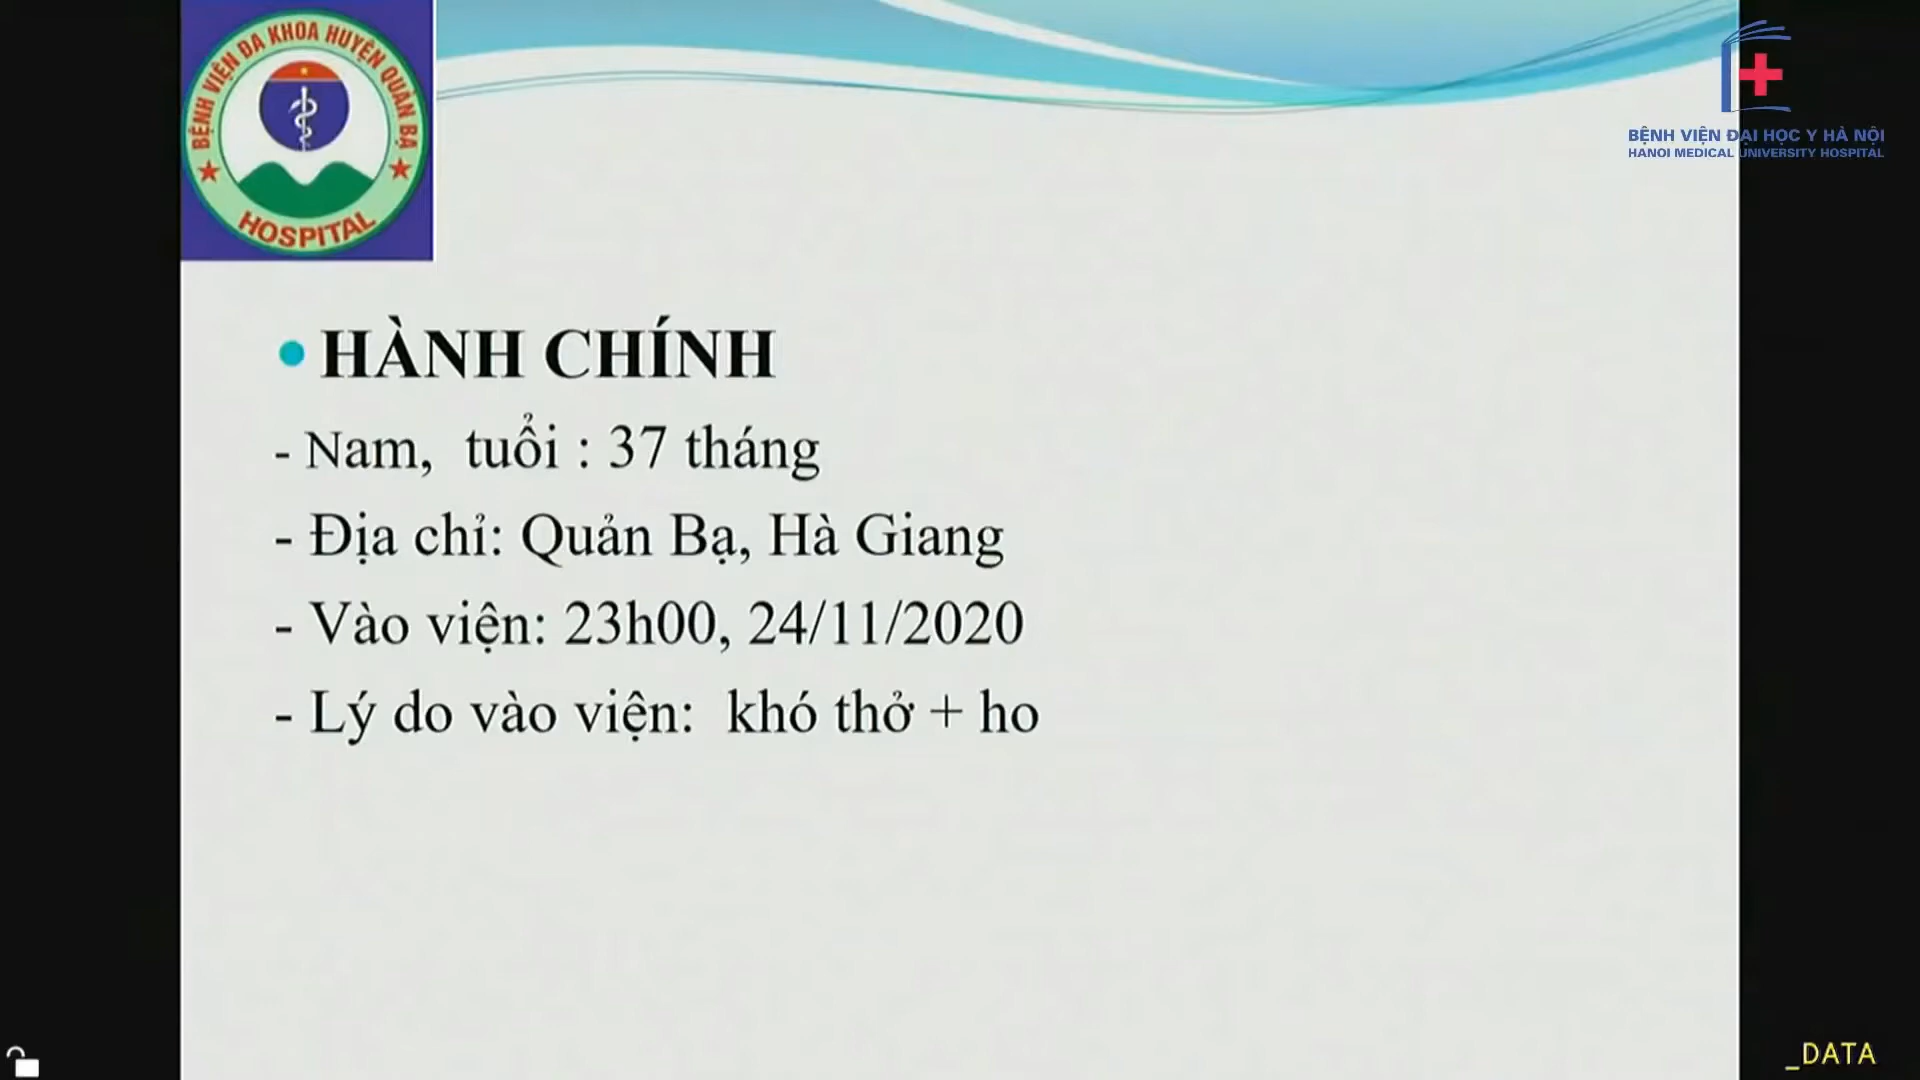 BỆNH VIỆN ĐA KHOA HUYỆN QUẢN BẠ
HOSPITAL
BỆNH VIỆN ĐẠI HỌC Y HÀ NỘI
HANOI MEDICAL UNIVERSITY HOSPITAL
• HÀNH CHÍNH
- Nam, tuổi : 37 tháng
- Địa chỉ: Quản Bạ, Hà Giang
- Vào viện: 23h00, 24/11/2020
- Lý do vào viện: khó thở + ho
_DATA